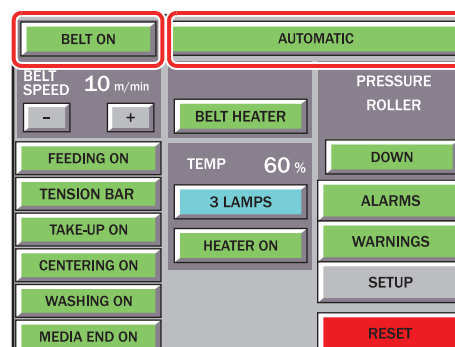 BELT ON
AUTOMATIC
BELT
SPEED 10 m/min
- +
BELT HEATER
PRESSURE
ROLLER
FEEDING ON
TENSION BAR
TAKE-UP ON
CENTERING ON
WASHING ON
MEDIA END ON
TEMP 60 %
3 LAMPS
HEATER ON
DOWN
ALARMS
WARNINGS
SETUP
RESET